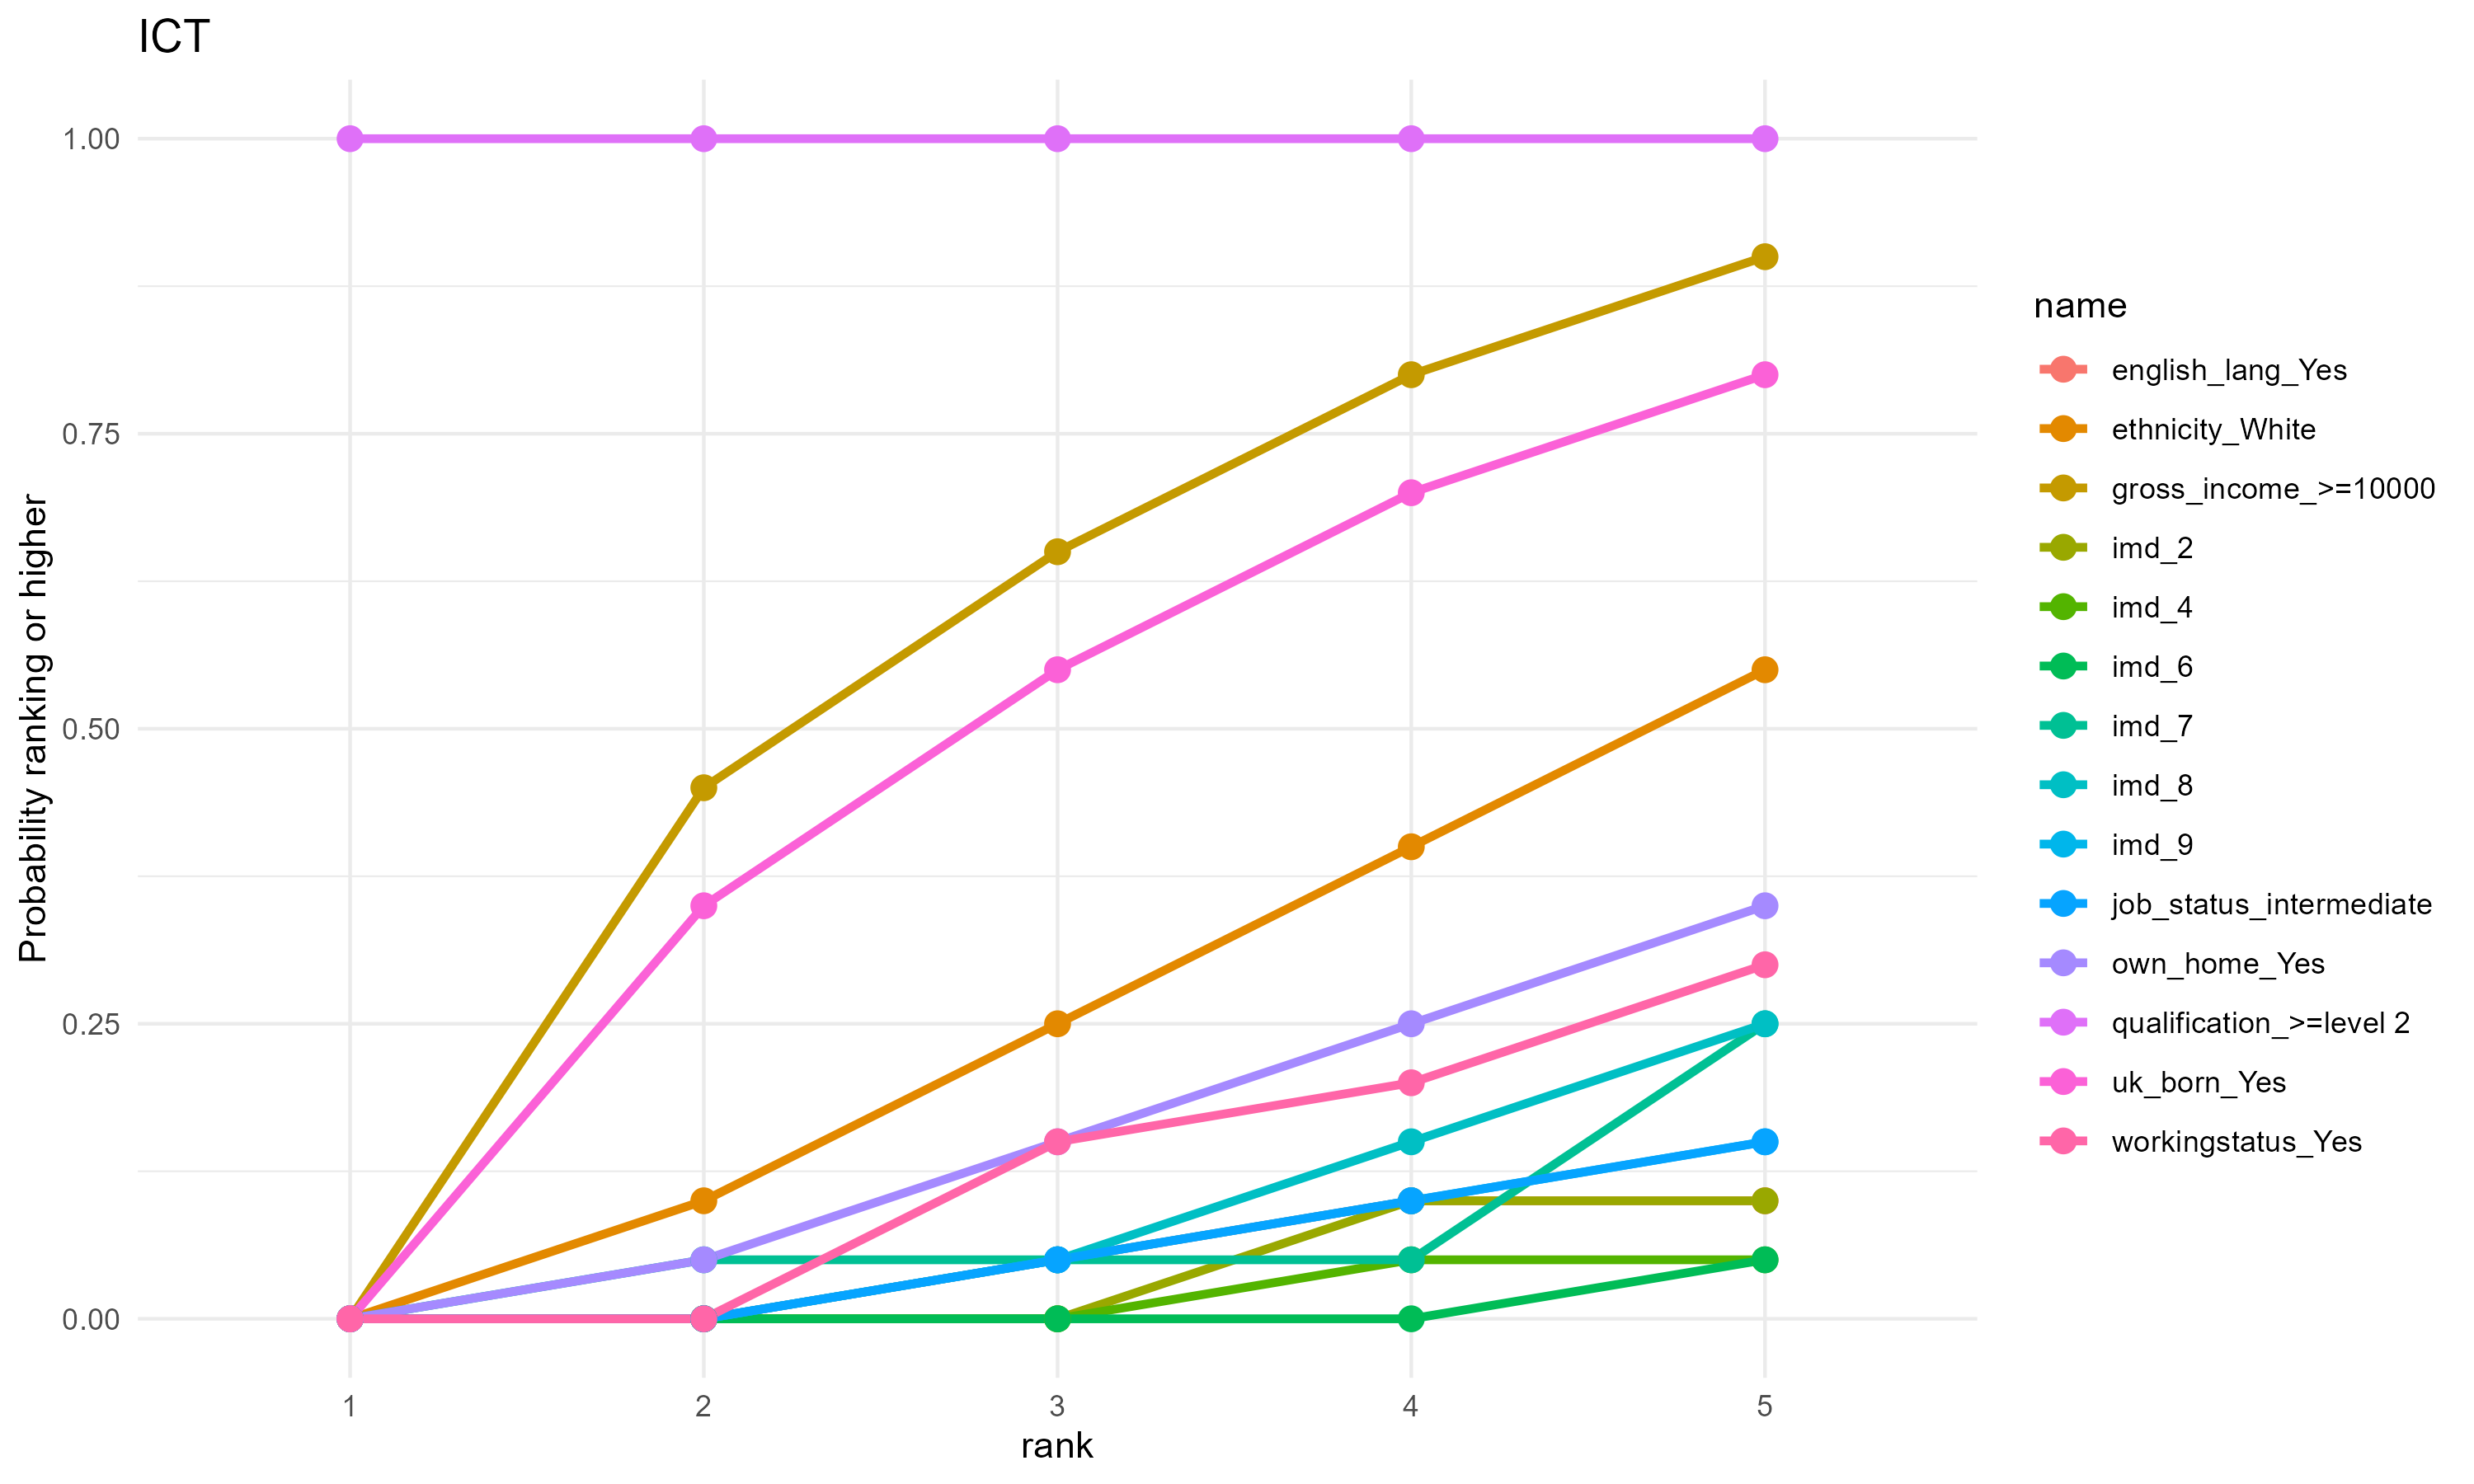 ICT
Probability ranking or higher
1.00
0.75
0.50
0.25
0.00
1 2 3 4 5
rank
name
english_lang_Yes
ethnicity_White
gross_income_>=10000
imd_2
imd_4
imd_6
imd_7
imd_8
imd_9
job_status_intermediate
own_home_Yes
qualification_>=level 2
uk_born_Yes
workingstatus_Yes